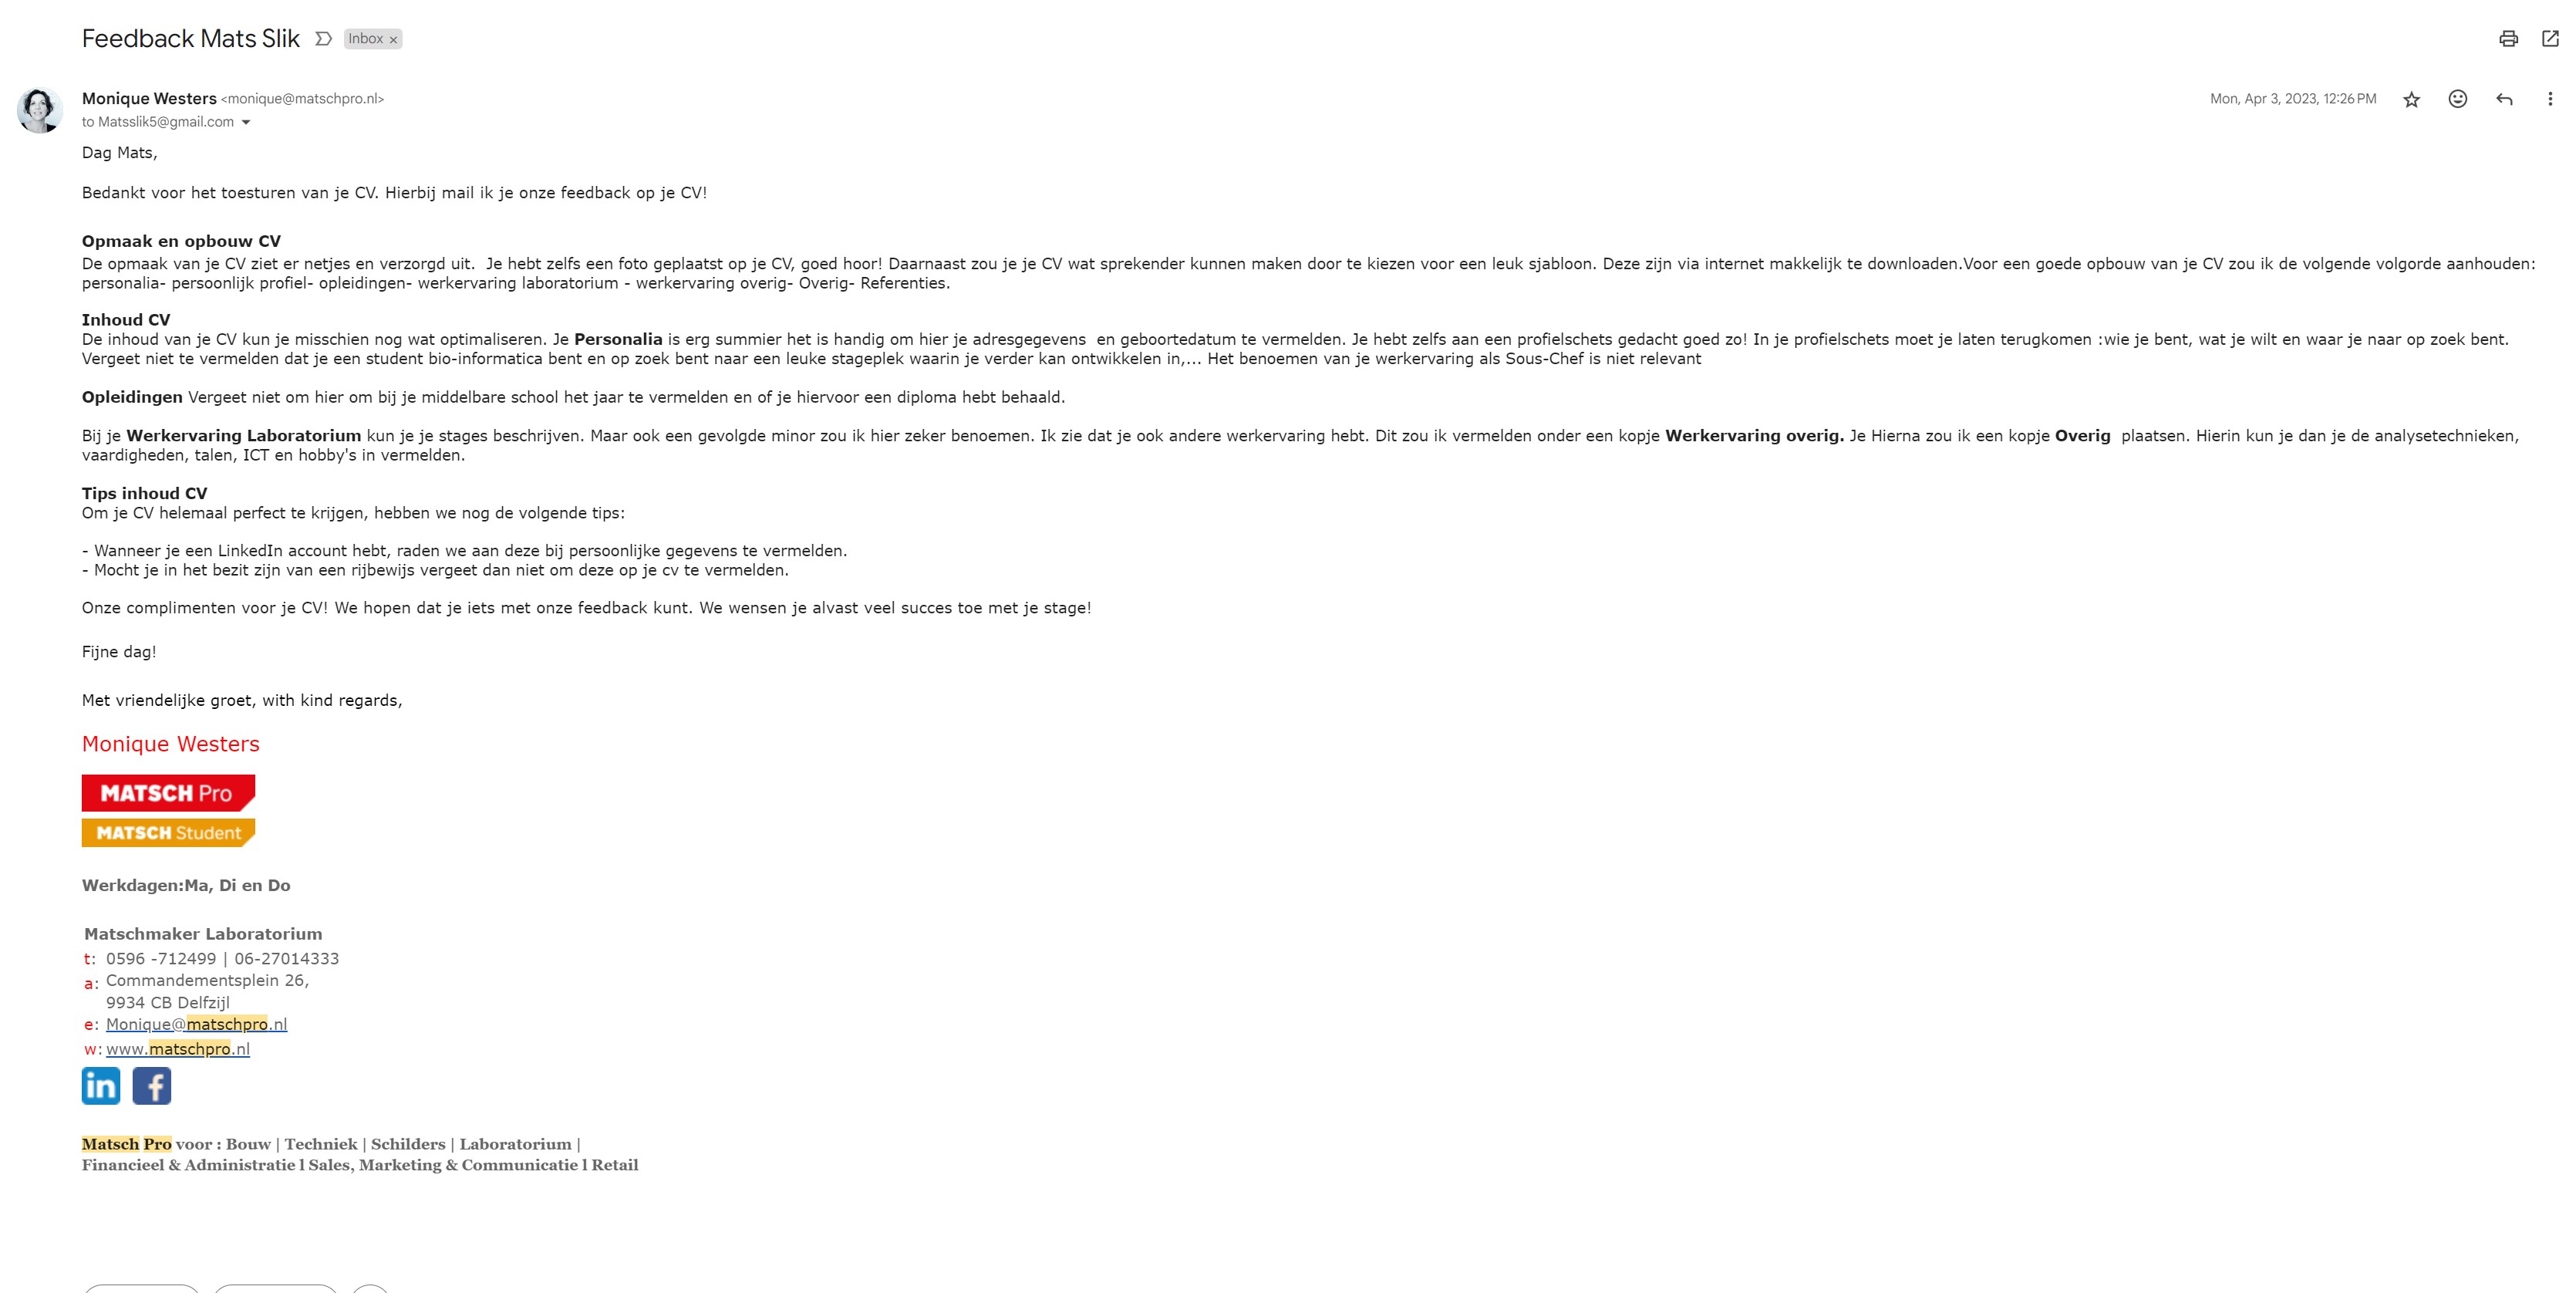 Feedback Mats Slik
Inbox ×
Monique Westers <monique@matschpro.nl>
Mon, Apr 3, 2023, 12:26 PM
to Matsslik5@gmail.com
Dag Mats,
Bedankt voor het toesturen van je CV. Hierbij mail ik je onze feedback op je CV!
Opmaak en opbouw CV
De opmaak van je CV ziet er netjes en verzorgd uit.  Je hebt zelfs een foto geplaatst op je CV, goed hoor! Daarnaast zou je je CV wat sprekender kunnen maken door te kiezen voor een leuk sjabloon. Deze zijn via internet makkelijk te downloaden.Voor een goede opbouw van je CV zou ik de volgende volgorde aanhouden:
personalia- persoonlijk profiel- opleidingen- werkervaring laboratorium - werkervaring overig- Overig- Referenties.
Inhoud CV
De inhoud van je CV kun je misschien nog wat optimaliseren. Je Personalia is erg summier het is handig om hier je adresgegevens  en geboortedatum te vermelden. Je hebt zelfs aan een profielschets gedacht goed zo! In je profielschets moet je laten terugkomen :wie je bent, wat je wilt en waar je naar op zoek bent.
Vergeet niet te vermelden dat je een student bio-informatica bent en op zoek bent naar een leuke stageplek waarin je verder kan ontwikkelen in,... Het benoemen van je werkervaring als Sous-Chef is niet relevant
Opleidingen Vergeet niet om hier om bij je middelbare school het jaar te vermelden en of je hiervoor een diploma hebt behaald.
Bij je Werkervaring Laboratorium kun je je stages beschrijven. Maar ook een gevolgde minor zou ik hier zeker benoemen. Ik zie dat je ook andere werkervaring hebt. Dit zou ik vermelden onder een kopje Werkervaring overig. Je Hierna zou ik een kopje Overig  plaatsen. Hierin kun je dan je de analysetechnieken,
vaardigheden, talen, ICT en hobby's in vermelden.
Tips inhoud CV
Om je CV helemaal perfect te krijgen, hebben we nog de volgende tips:
- Wanneer je een LinkedIn account hebt, raden we aan deze bij persoonlijke gegevens te vermelden.
- Mocht je in het bezit zijn van een rijbewijs vergeet dan niet om deze op je cv te vermelden.
Onze complimenten voor je CV! We hopen dat je iets met onze feedback kunt. We wensen je alvast veel succes toe met je stage!
Fijne dag!
Met vriendelijke groet, with kind regards,
Monique Westers
MATSCH Pro
MATSCH Student
Werkdagen:Ma, Di en Do
Matschmaker Laboratorium
t: 0596 -712499 | 06-27014333
a: Commandementsplein 26,
9934 CB Delfzijl
e: Monique@matschpro.nl
w: www.matschpro.nl
in f
Matsch Pro voor : Bouw | Techniek | Schilders | Laboratorium |
Financieel & Administratie l Sales, Marketing & Communicatie l Retail